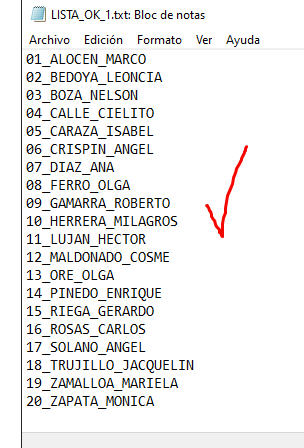 LISTA_OK_1.txt: Bloc de notas
Archivo Edición Formato Ver Ayuda
01_ALOCEN_MARCO
02_BEDOYA_LEONCIA
03_BOZA_NELSON
04_CALLE_CIELITO
05_CARAZA_ISABEL
06_CRISPIN_ANGEL
07_DIAZ_ANA
08_FERRO_OLGA
09_GAMARRA_ROBERTO
10_HERRERA_MILAGROS
11_LUJAN_HECTOR
12_MALDONADO_COSME
13_ORE_OLGA
14_PINEDO_ENRIQUE
15_RIEGA_GERARDO
16_ROSAS_CARLOS
17_SOLANO_ANGEL
18_TRUJILLO_JACQUELIN
19_ZAMALLOA_MARIELA
20_ZAPATA_MONICA